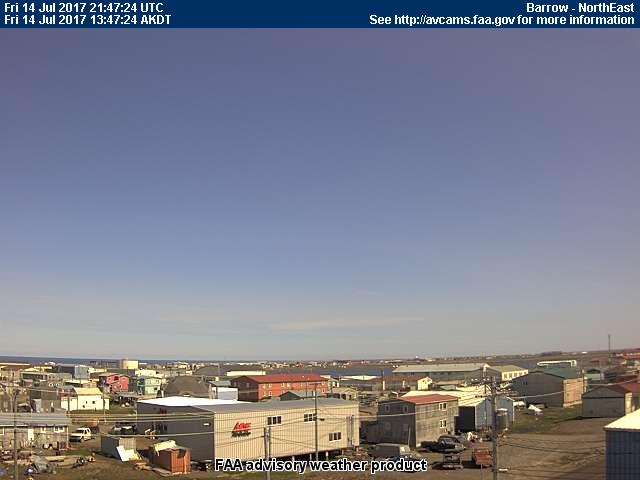 Fri 14 Jul 2017 21:47:24 UTC
Barrow - NorthEast
Fri 14 Jul 2017 13:47:24 AKDT
See http://avcams.faa.gov for more information
FAA advisory weather product